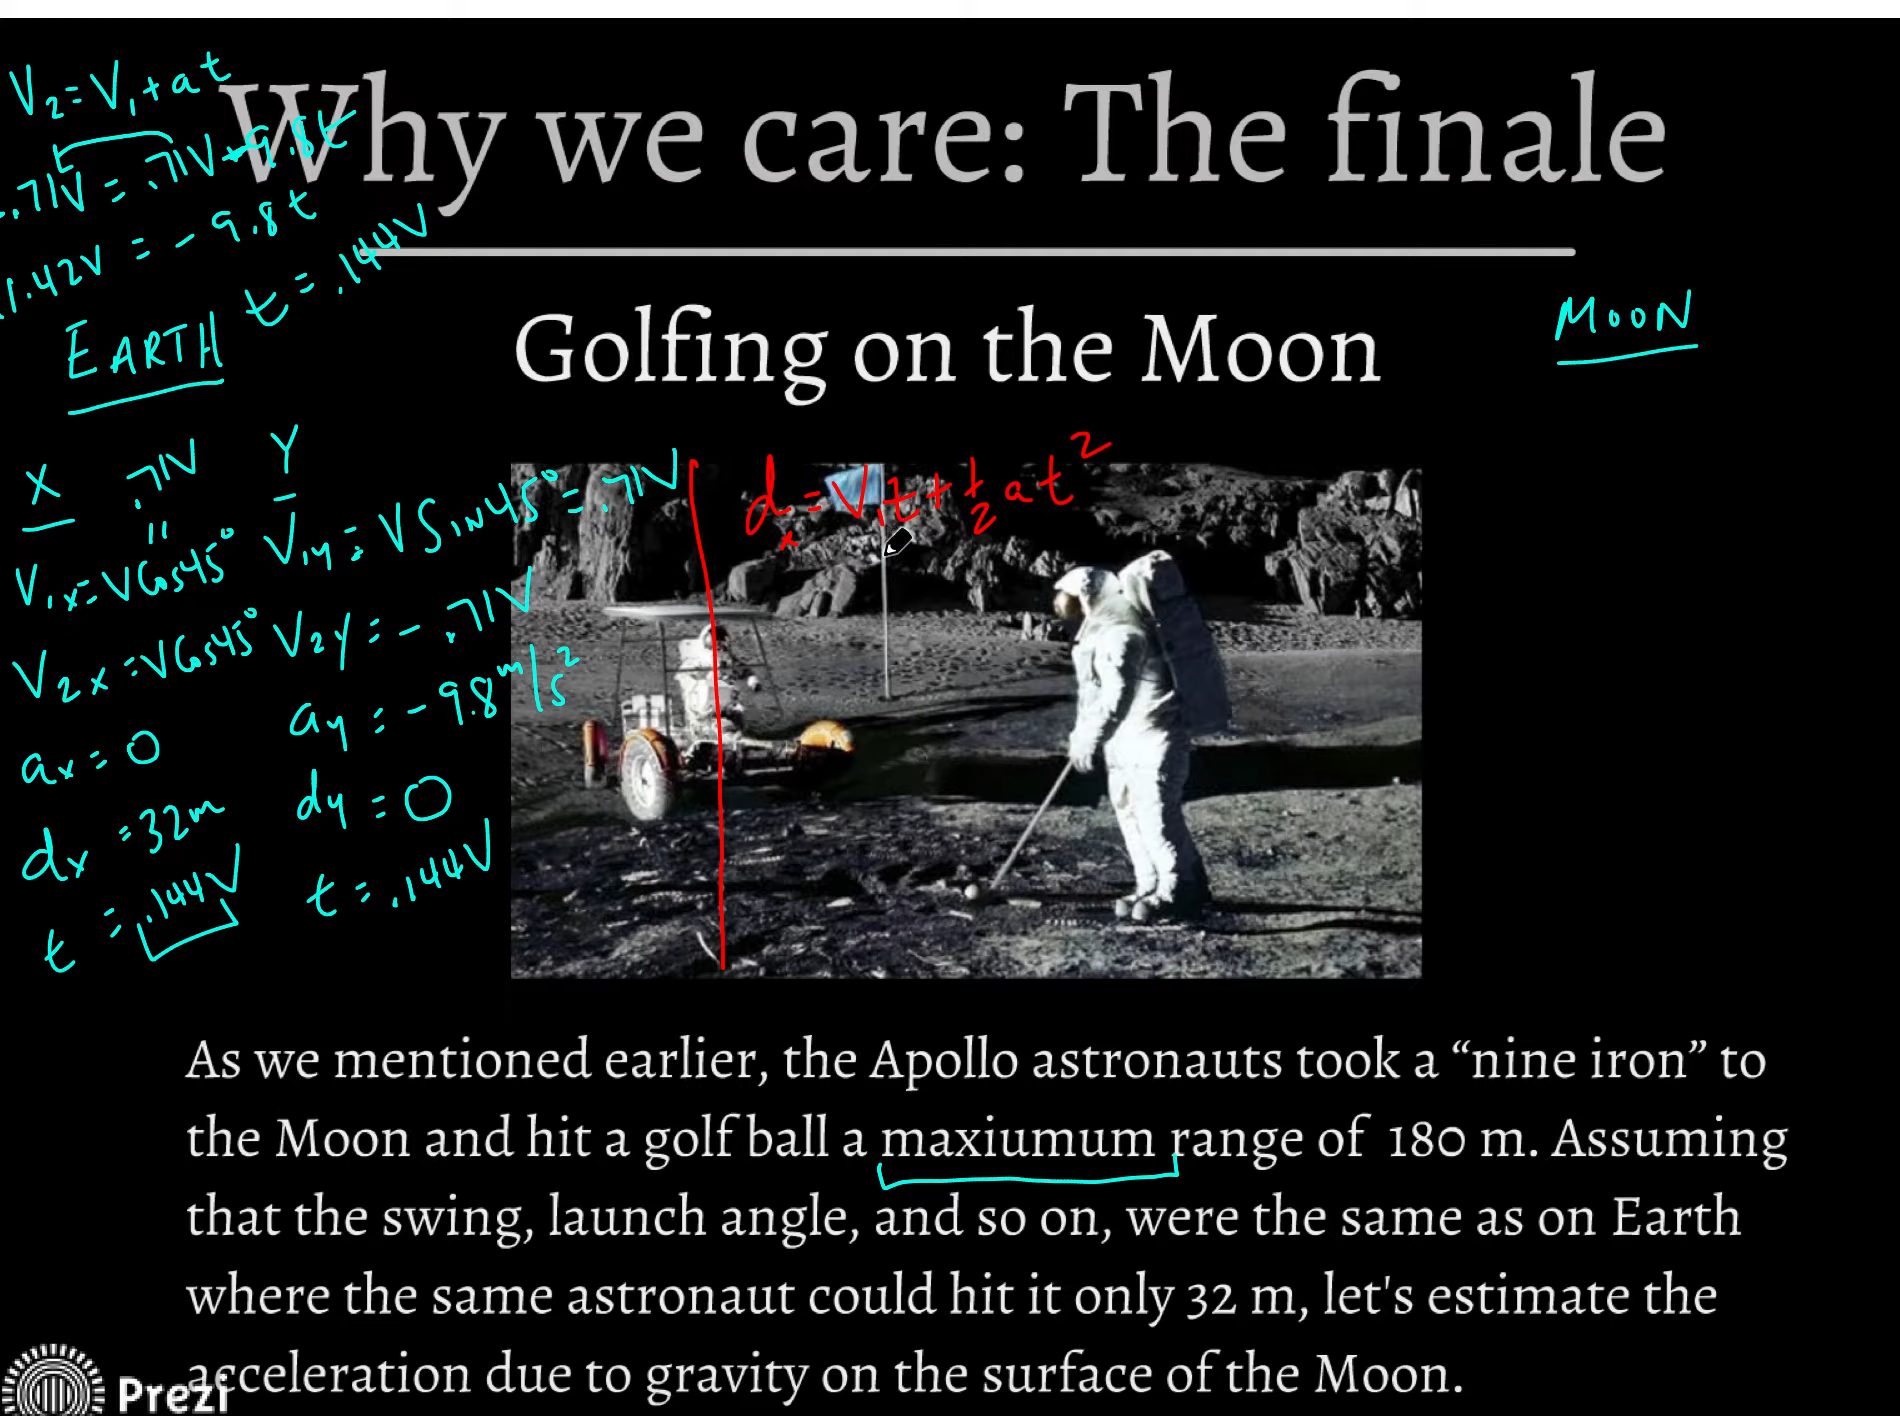 V₂ = V₁ + at
Why we care: The finale
-.71V = .71V - 9.8t
1.42V = - 9.8t
t = .144V
EARTH
Golfing on the Moon
MOON
X
.71V
Y
"
V₁x = VCos45° V₁y = VSin45° = .71V
dx = V₁t + ½at²
V₂x = VCos45° V₂y = - .71V
ax = 0
ay = - 9.8 m/s²
dx = 32m
dy = 0
t = .144V
t = .144V
As we mentioned earlier, the Apollo astronauts took a “nine iron” to
the Moon and hit a golf ball a maxiumum range of 180 m. Assuming
that the swing, launch angle, and so on, were the same as on Earth
where the same astronaut could hit it only 32 m, let's estimate the
acceleration due to gravity on the surface of the Moon.
Prezi